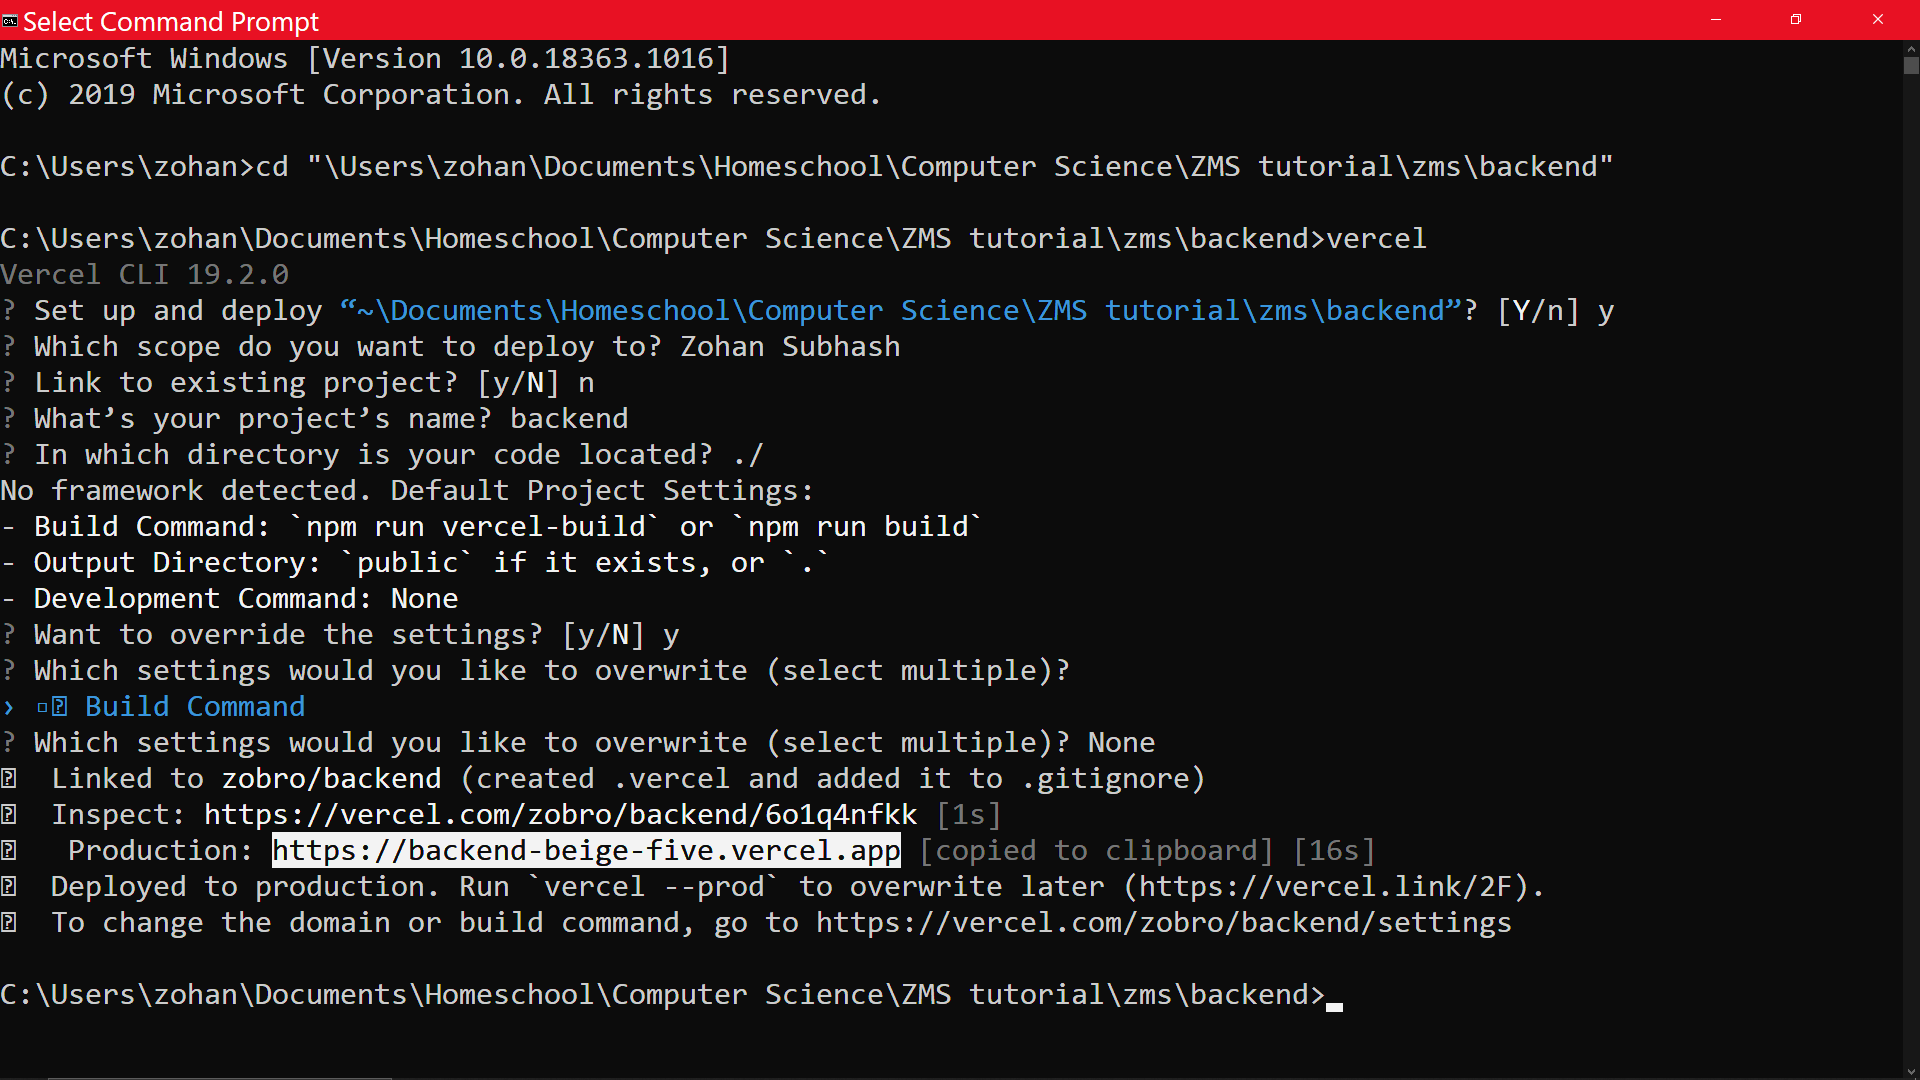 Select Command Prompt
Microsoft Windows [Version 10.0.18363.1016]
(c) 2019 Microsoft Corporation. All rights reserved.
C:\Users\zohan>cd "\Users\zohan\Documents\Homeschool\Computer Science\ZMS tutorial\zms\backend"
C:\Users\zohan\Documents\Homeschool\Computer Science\ZMS tutorial\zms\backend>vercel
Vercel CLI 19.2.0
? Set up and deploy “~\Documents\Homeschool\Computer Science\ZMS tutorial\zms\backend”? [Y/n] y
? Which scope do you want to deploy to? Zohan Subhash
? Link to existing project? [y/N] n
? What’s your project’s name? backend
? In which directory is your code located? ./
No framework detected. Default Project Settings:
- Build Command: `npm run vercel-build` or `npm run build`
- Output Directory: `public` if it exists, or `.`
- Development Command: None
? Want to override the settings? [y/N] y
? Which settings would you like to overwrite (select multiple)?
› Build Command
? Which settings would you like to overwrite (select multiple)? None
Linked to zobro/backend (created .vercel and added it to .gitignore)
Inspect: https://vercel.com/zobro/backend/6o1q4nfkk [1s]
Production: https://backend-beige-five.vercel.app [copied to clipboard] [16s]
Deployed to production. Run `vercel --prod` to overwrite later (https://vercel.link/2F).
To change the domain or build command, go to https://vercel.com/zobro/backend/settings
C:\Users\zohan\Documents\Homeschool\Computer Science\ZMS tutorial\zms\backend>